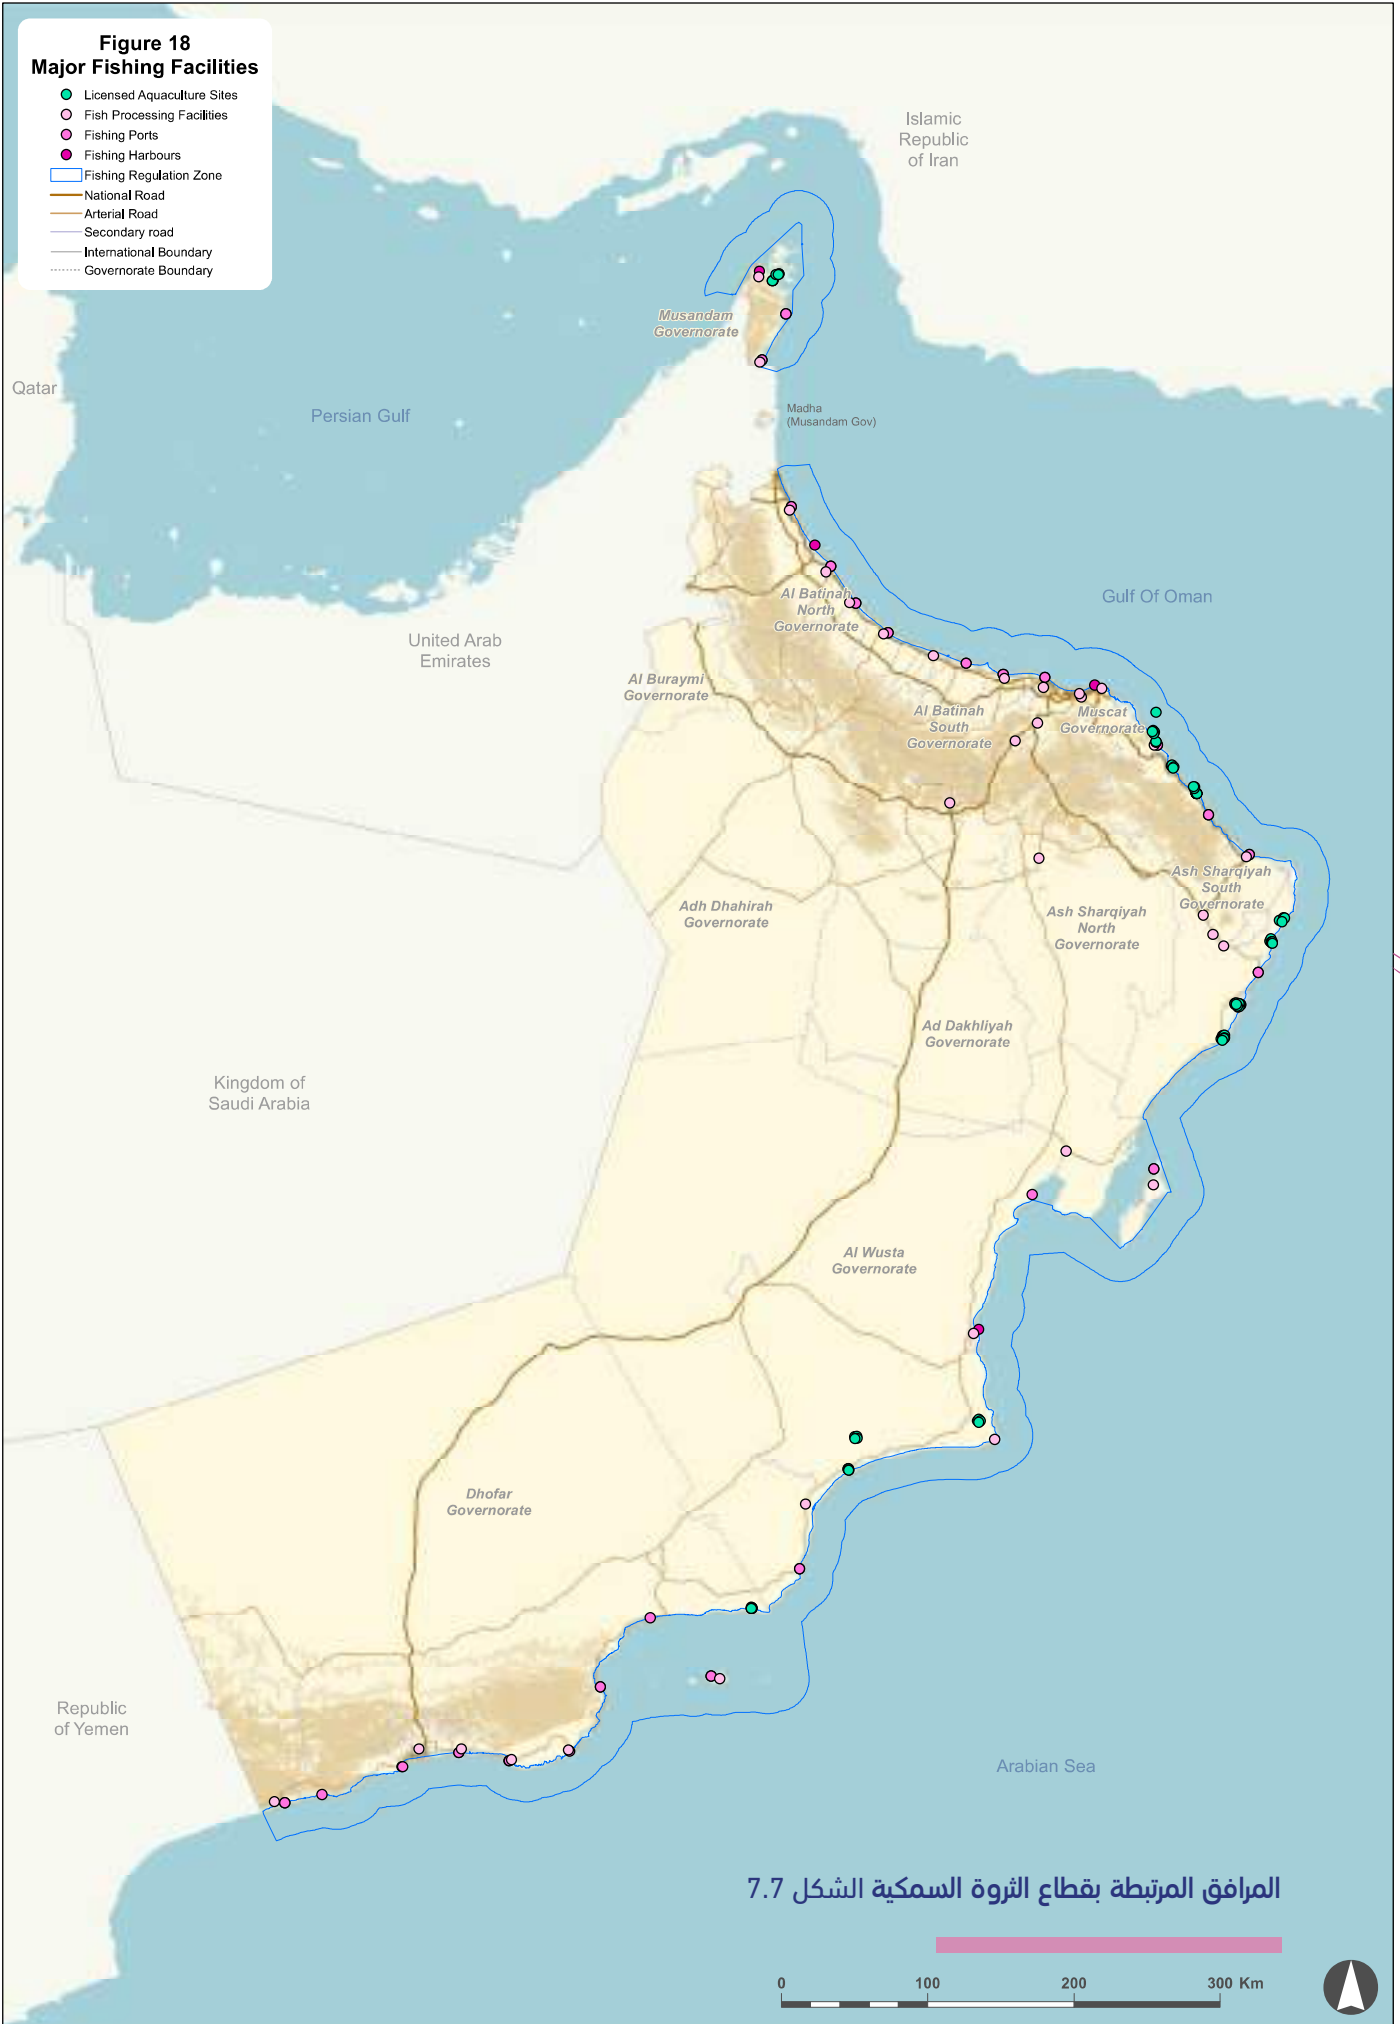 Figure 18
Major Fishing Facilities
Licensed Aquaculture Sites
Fish Processing Facilities
Fishing Ports
Fishing Harbours
Fishing Regulation Zone
National Road
Arterial Road
Secondary road
International Boundary
Governorate Boundary
Islamic
Republic
of Iran
Musandam
Governorate
Qatar
Persian Gulf
Madha
(Musandam Gov)
Gulf Of Oman
Al Batinah
North
Governorate
United Arab
Emirates
Al Buraymi
Governorate
Al Batinah
South
Governorate
Muscat
Governorate
Ash Sharqiyah
South
Governorate
Adh Dhahirah
Governorate
Ash Sharqiyah
North
Governorate
Ad Dakhliyah
Governorate
Kingdom of
Saudi Arabia
Al Wusta
Governorate
Dhofar
Governorate
Republic
of Yemen
Arabian Sea
المرافق المرتبطة بقطاع الثروة السمكية الشكل 7.7
0 100 200 300 Km